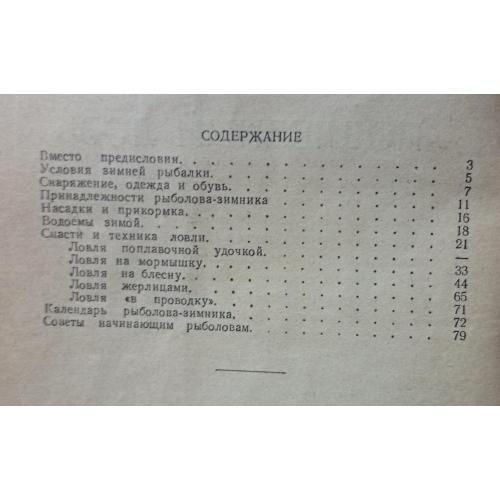 СОДЕРЖАНИЕ
Вместо предисловия. . . . . . . . . . . 3
Условия зимней рыбалки. . . . . . . . . . 5
Снаряжение, одежда и обувь. . . . . . . . . 7
Принадлежности рыболова-зимника . . . . . . 11
Насадки и прикормка. . . . . . . . . . . 16
Водоемы зимой. . . . . . . . . . . . . 18
Снасти и техника ловли. . . . . . . . . . 21
Ловля поплавочной удочкой. . . . . . . . —
Ловля на мормышку. . . . . . . . . . . 33
Ловля на блесну. . . . . . . . . . . . 44
Ловля жерлицами. . . . . . . . . . . . 65
Ловля «в проводку». . . . . . . . . . . 71
Календарь рыболова-зимника, . . . . . . . . 72
Советы начинающим рыболовам. . . . . . . . 79